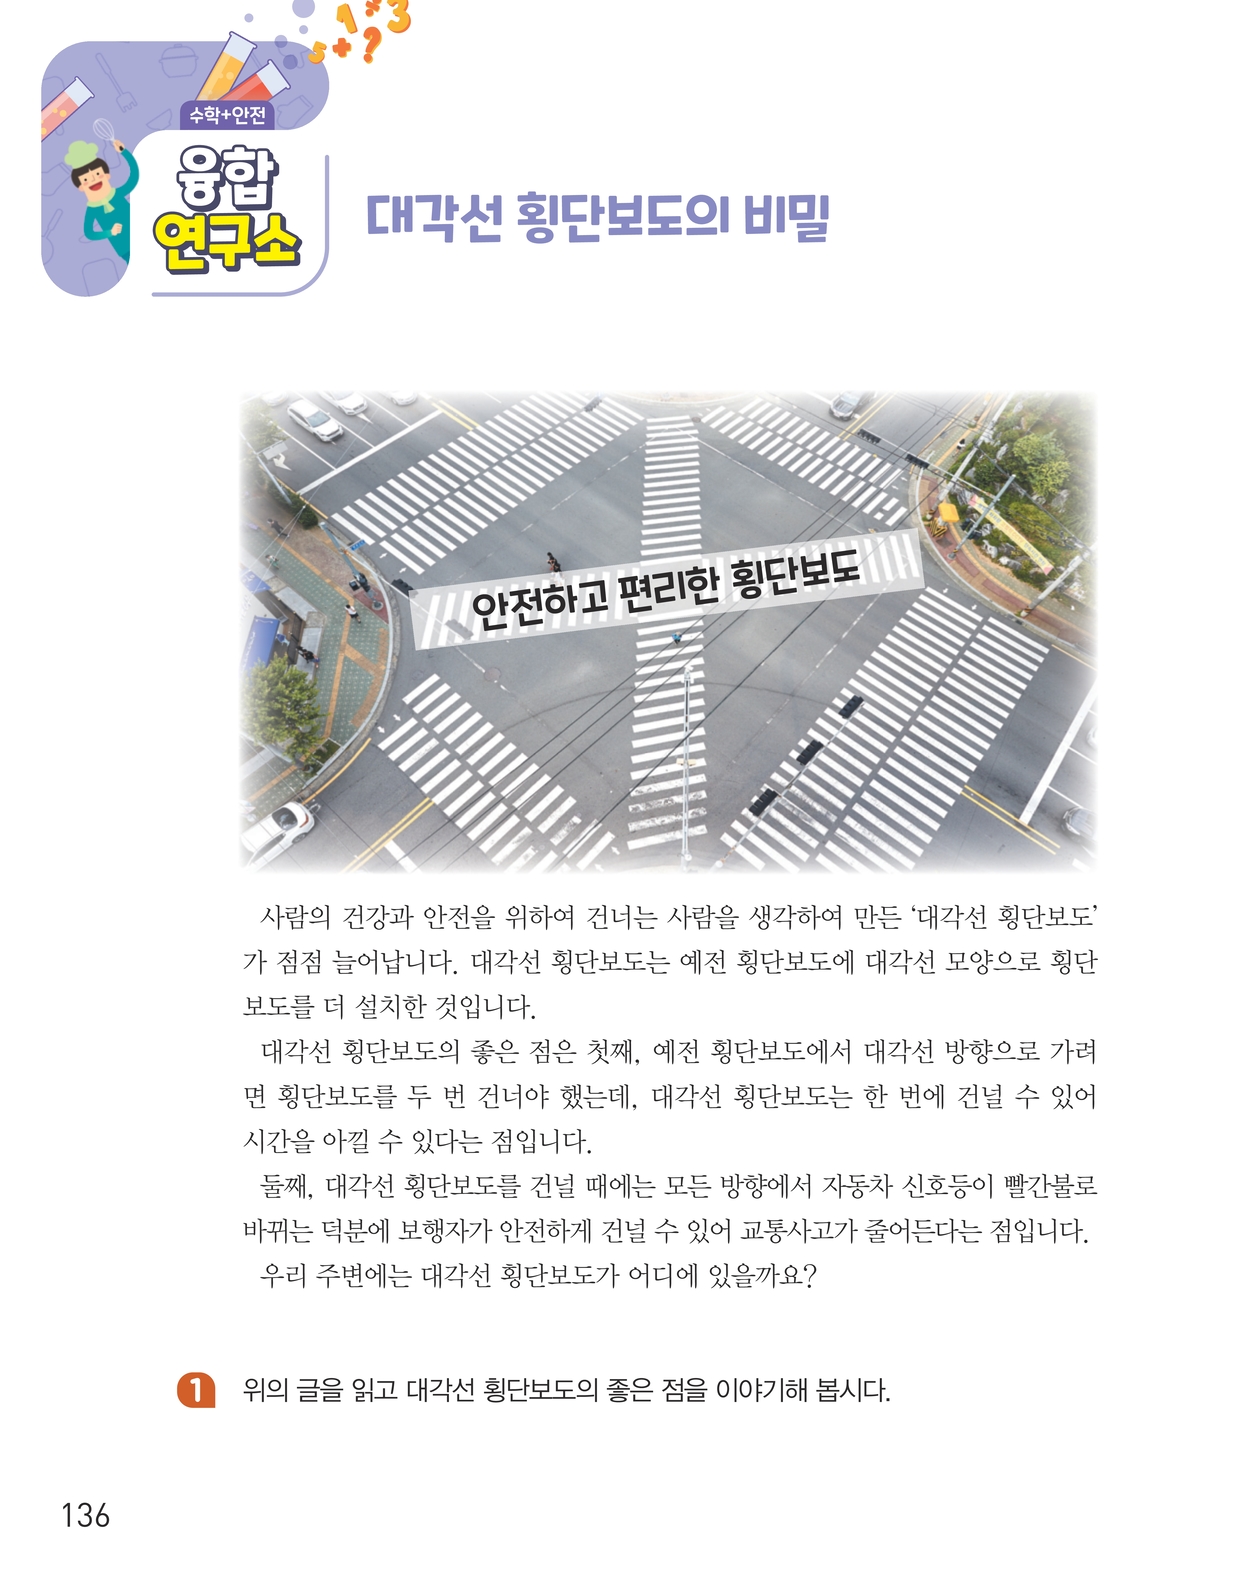 1 * 3
5 + ?
수학+안전
융합
연구소
대각선 횡단보도의 비밀
안전하고 편리한 횡단보도
사람의 건강과 안전을 위하여 건너는 사람을 생각하여 만든 ‘대각선 횡단보도’
가 점점 늘어납니다. 대각선 횡단보도는 예전 횡단보도에 대각선 모양으로 횡단
보도를 더 설치한 것입니다.
대각선 횡단보도의 좋은 점은 첫째, 예전 횡단보도에서 대각선 방향으로 가려
면 횡단보도를 두 번 건너야 했는데, 대각선 횡단보도는 한 번에 건널 수 있어
시간을 아낄 수 있다는 점입니다.
둘째, 대각선 횡단보도를 건널 때에는 모든 방향에서 자동차 신호등이 빨간불로
바뀌는 덕분에 보행자가 안전하게 건널 수 있어 교통사고가 줄어든다는 점입니다.
우리 주변에는 대각선 횡단보도가 어디에 있을까요?
1 위의 글을 읽고 대각선 횡단보도의 좋은 점을 이야기해 봅시다.
136